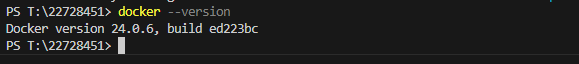 PS T:\22728451> docker --version
Docker version 24.0.6, build ed223bc
PS T:\22728451>